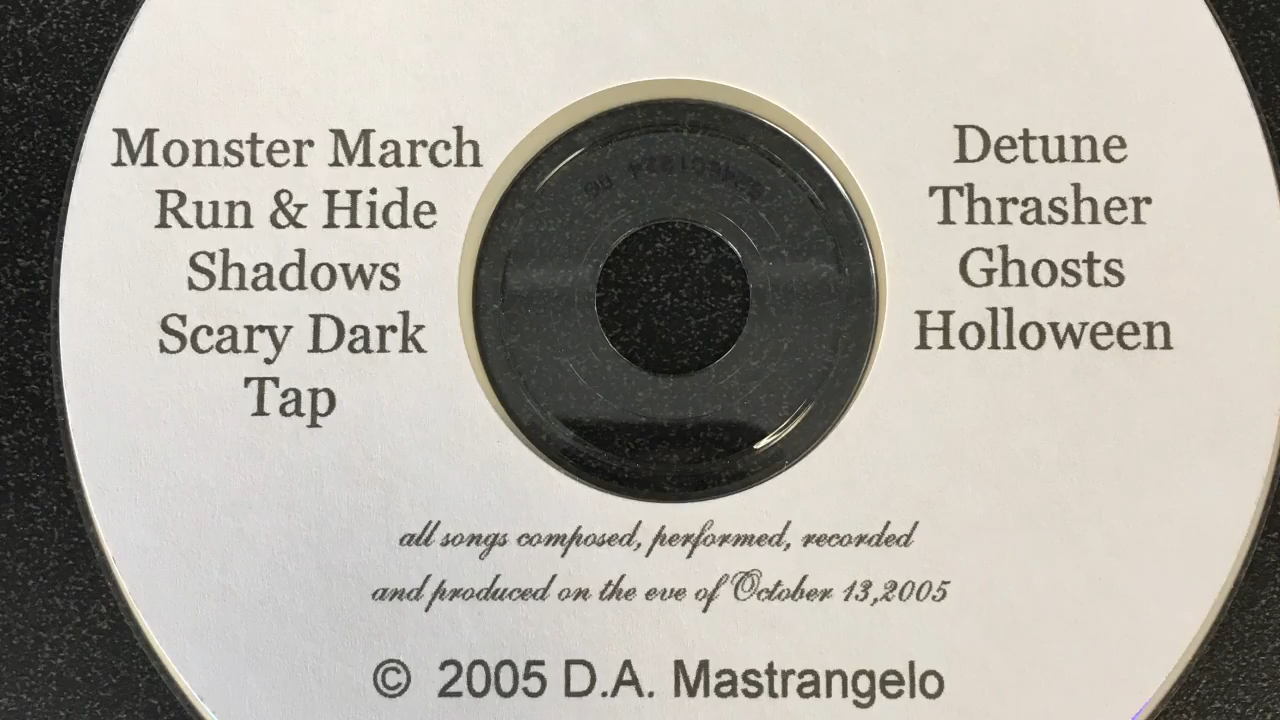 Monster March
Run & Hide
Shadows
Scary Dark
Tap
Detune
Thrasher
Ghosts
Holloween
all songs composed, performed, recorded
and produced on the eve of October 13,2005
© 2005 D.A. Mastrangelo